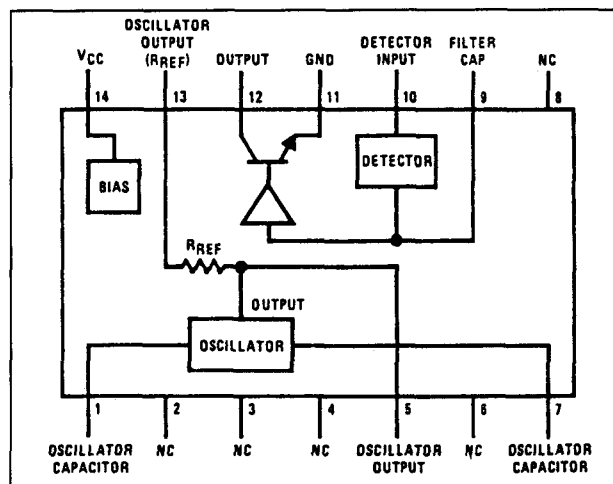 OSCILLATOR
OUTPUT
(RREF)
DETECTOR
INPUT
FILTER
CAP
VCC
OUTPUT
GND
NC
14
13
12
11
10
9
8
BIAS
DETECTOR
RREF
OUTPUT
OSCILLATOR
1
2
3
4
5
6
7
OSCILLATOR
CAPACITOR
NC
NC
NC
OSCILLATOR
OUTPUT
NC
OSCILLATOR
CAPACITOR